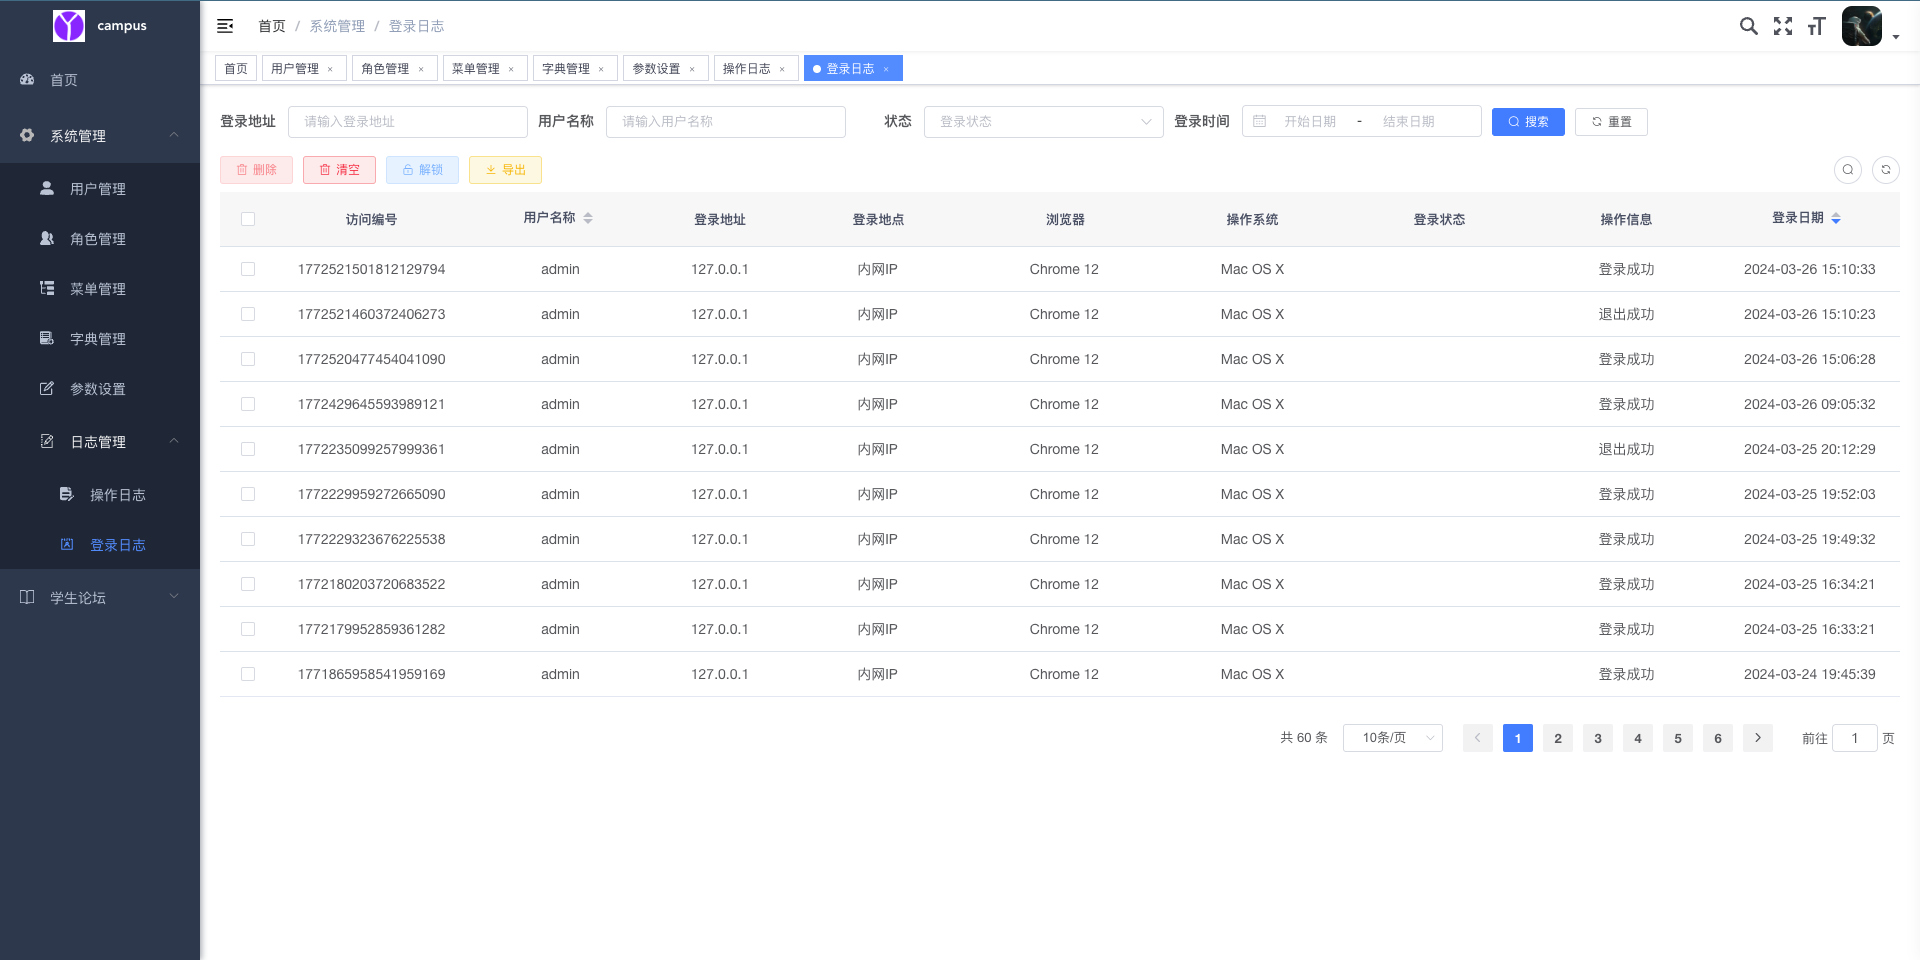 campus
首页 / 系统管理 / 登录日志
首页
用户管理 ×
角色管理 ×
菜单管理 ×
字典管理 ×
参数设置 ×
操作日志 ×
登录日志 ×
首页
系统管理
用户管理
角色管理
菜单管理
字典管理
参数设置
日志管理
操作日志
登录日志
学生论坛
登录地址 请输入登录地址 用户名称 请输入用户名称 状态 登录状态 登录时间 开始日期 - 结束日期 搜索 重置
删除 清空 解锁 导出
访问编号 用户名称 登录地址 登录地点 浏览器 操作系统 登录状态 操作信息 登录日期
1772521501812129794 admin 127.0.0.1 内网IP Chrome 12 Mac OS X 登录成功 2024-03-26 15:10:33
1772521460372406273 admin 127.0.0.1 内网IP Chrome 12 Mac OS X 退出成功 2024-03-26 15:10:23
1772520477454041090 admin 127.0.0.1 内网IP Chrome 12 Mac OS X 登录成功 2024-03-26 15:06:28
1772429645593989121 admin 127.0.0.1 内网IP Chrome 12 Mac OS X 登录成功 2024-03-26 09:05:32
1772235099257999361 admin 127.0.0.1 内网IP Chrome 12 Mac OS X 退出成功 2024-03-25 20:12:29
1772229959272665090 admin 127.0.0.1 内网IP Chrome 12 Mac OS X 登录成功 2024-03-25 19:52:03
1772229323676225538 admin 127.0.0.1 内网IP Chrome 12 Mac OS X 登录成功 2024-03-25 19:49:32
1772180203720683522 admin 127.0.0.1 内网IP Chrome 12 Mac OS X 登录成功 2024-03-25 16:34:21
1772179952859361282 admin 127.0.0.1 内网IP Chrome 12 Mac OS X 登录成功 2024-03-25 16:33:21
1771865958541959169 admin 127.0.0.1 内网IP Chrome 12 Mac OS X 登录成功 2024-03-24 19:45:39
共 60 条 10条/页 1 2 3 4 5 6 前往 1 页